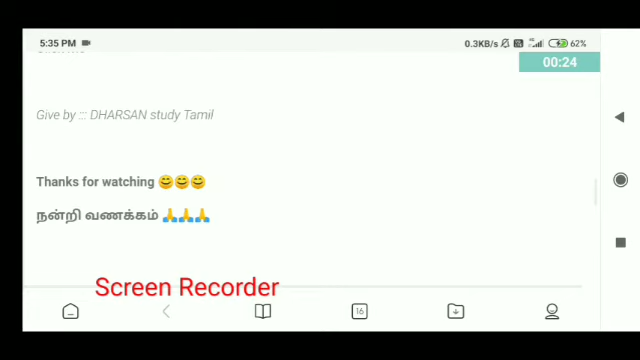 5:35 PM 0.3KB/s 62%
00:24
Give by ::: DHARSAN study Tamil
Thanks for watching 😊😊😊
நன்றி வணக்கம் 🙏🙏🙏
Screen Recorder
16